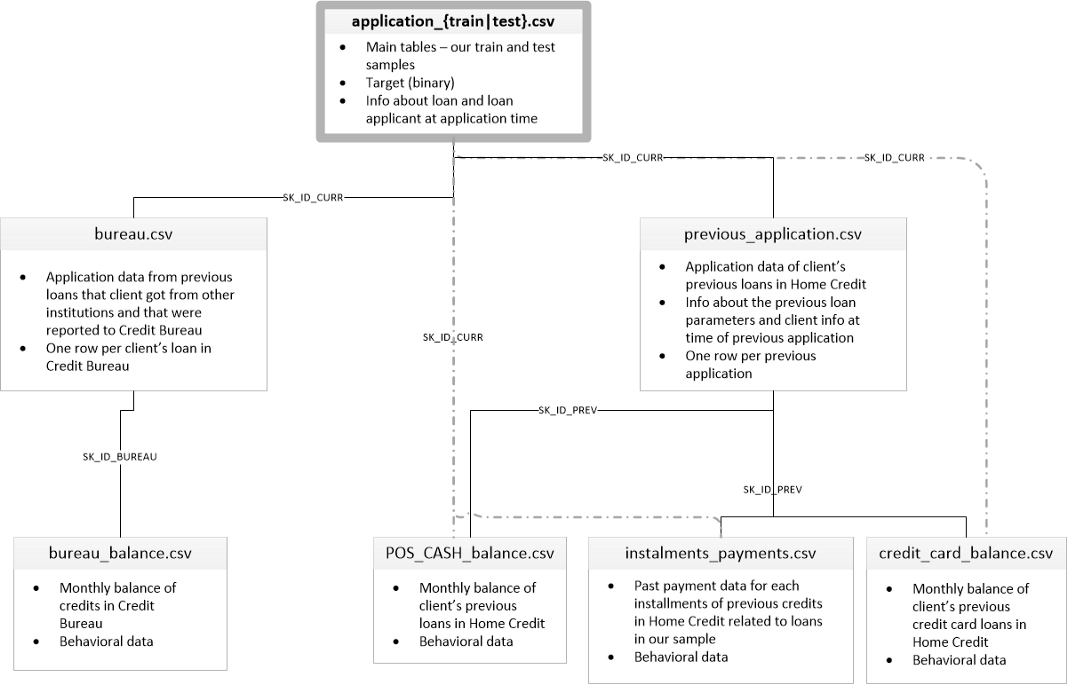 application_{train|test}.csv
• Main tables – our train and test
samples
• Target (binary)
• Info about loan and loan
applicant at application time
SK_ID_CURR
SK_ID_CURR
SK_ID_CURR
bureau.csv
• Application data from previous
loans that client got from other
institutions and that were
reported to Credit Bureau
• One row per client's loan in
Credit Bureau
previous_application.csv
• Application data of client's
previous loans in Home Credit
• Info about the previous loan
parameters and client info at
time of previous application
• One row per previous
application
SK_ID_CURR
SK_ID_PREV
SK_ID_BUREAU
SK_ID_PREV
bureau_balance.csv
• Monthly balance of
credits in Credit
Bureau
• Behavioral data
POS_CASH_balance.csv
• Monthly balance of
client's previous
loans in Home Credit
• Behavioral data
instalments_payments.csv
• Past payment data for each
installments of previous credits
in Home Credit related to loans
in our sample
• Behavioral data
credit_card_balance.csv
• Monthly balance of
client's previous
credit card loans in
Home Credit
• Behavioral data